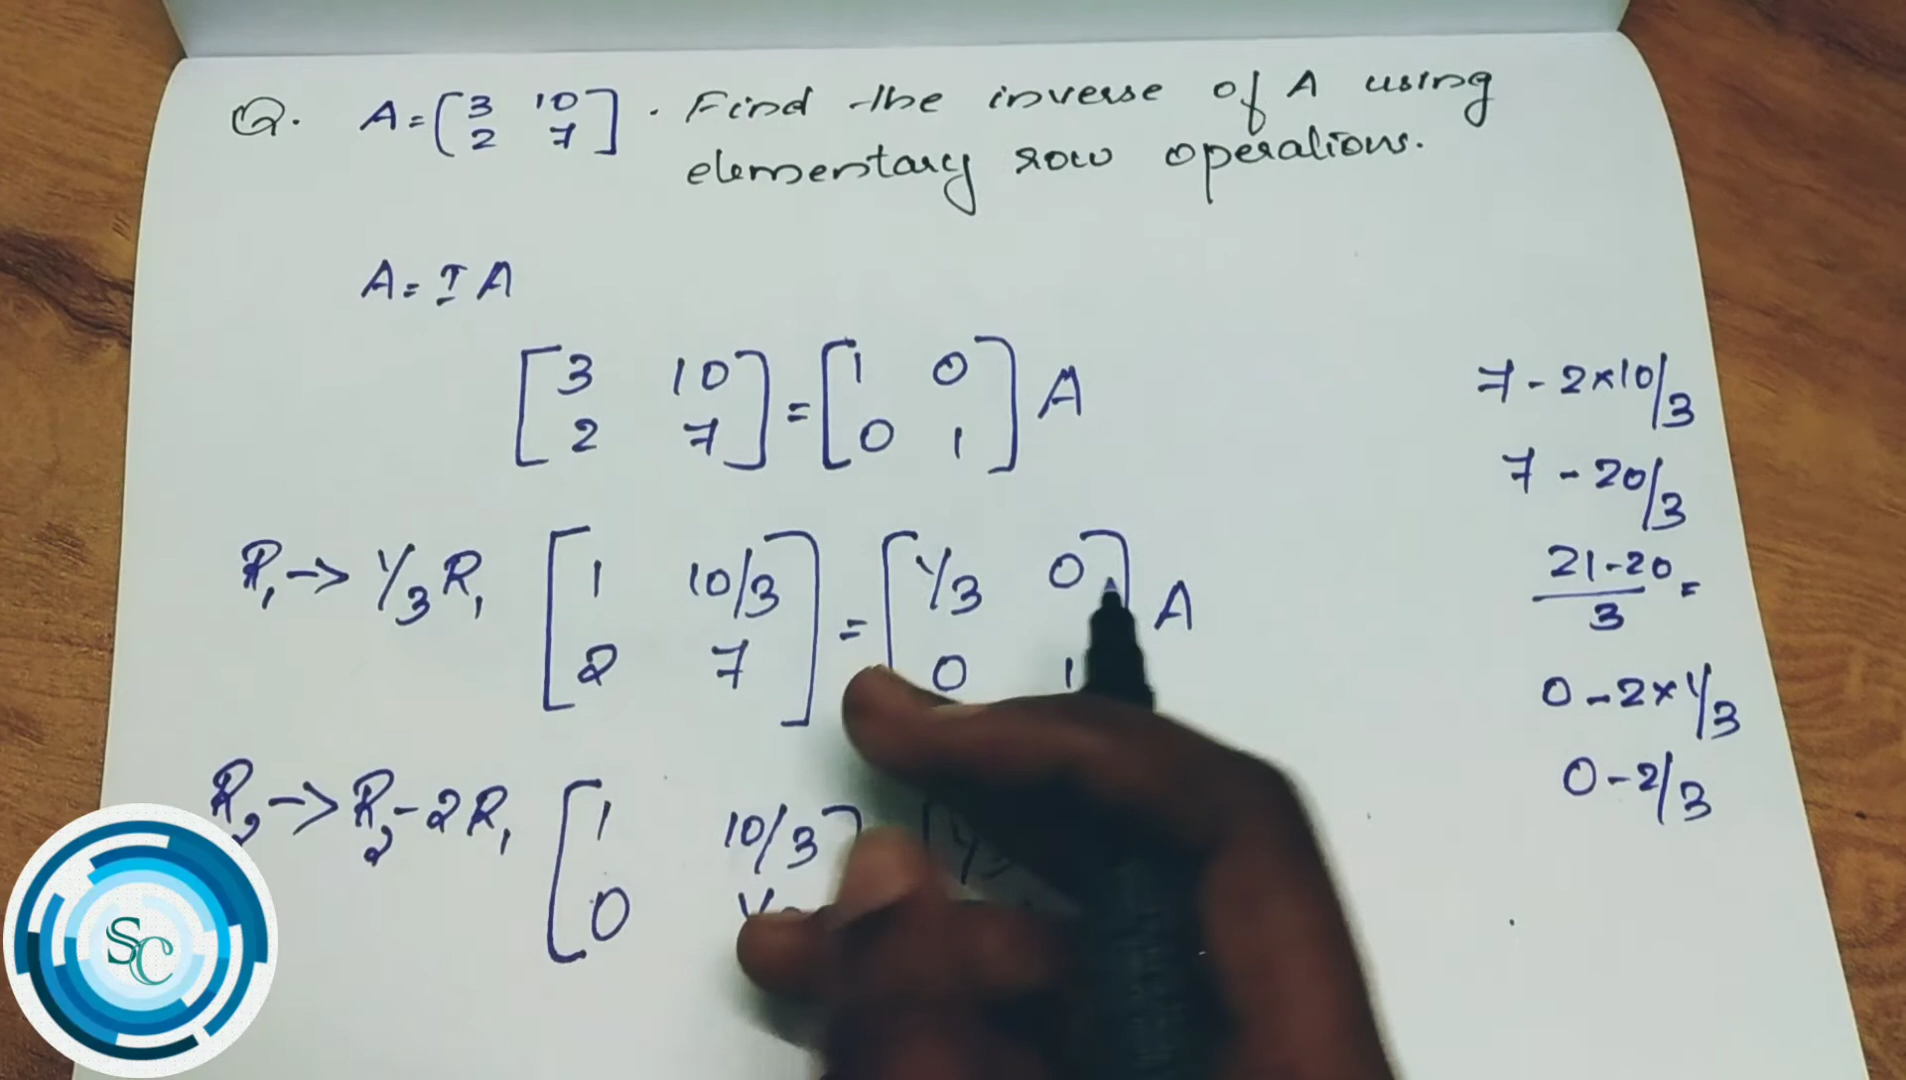 Q. A = [3 10 . Find the inverse of A using
2 7] elementary row operations.
A = IA
[3 10 = [1 0 A
2 7] 0 1]
R₁ → 1/3 R₁ [1 10/3 = [1/3 0 A
2 7] 0 1]
R₂ → R₂ - 2R₁ [1 10/3] [1/3
0
7 - 2×10/3
7 - 20/3
21-20/3 =
0 - 2×1/3
0 - 2/3
SC